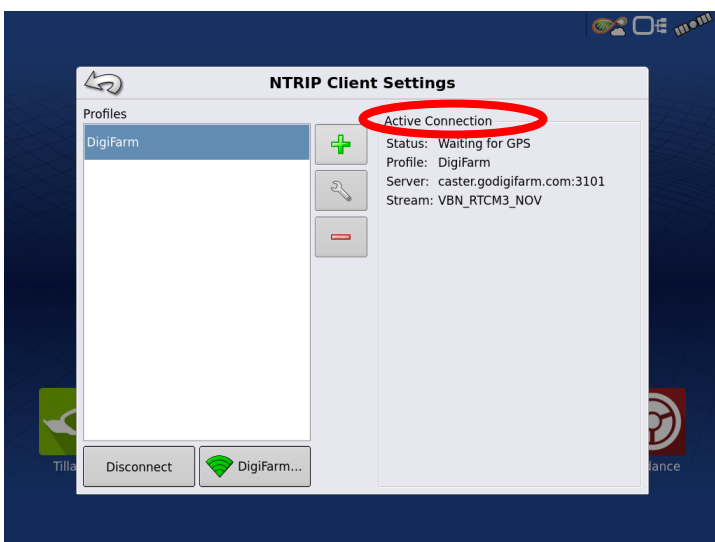 NTRIP Client Settings
Profiles
DigiFarm
Active Connection
Status: Waiting for GPS
Profile: DigiFarm
Server: caster.godigifarm.com:3101
Stream: VBN_RTCM3_NOV
Disconnect
DigiFarm...
Tilla
dance